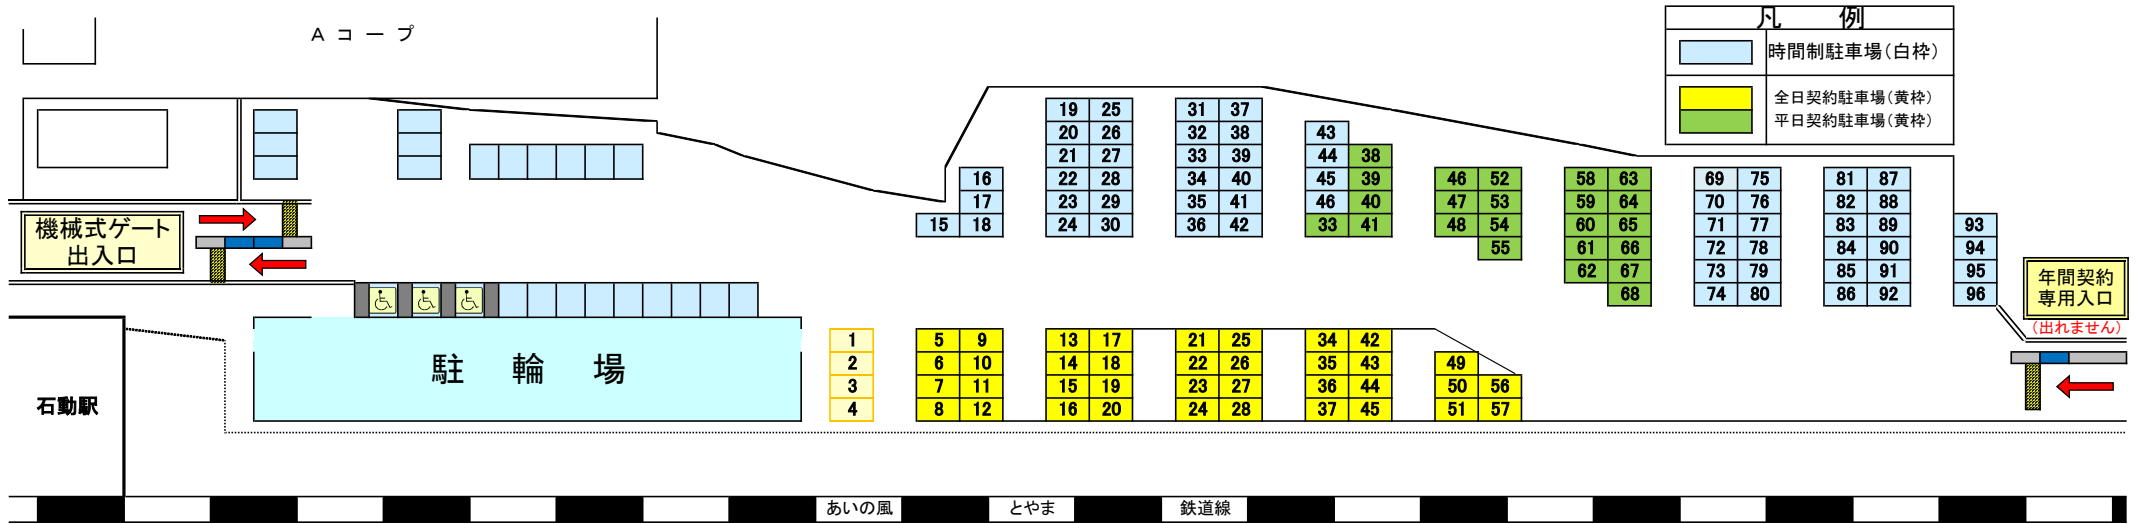 Aコープ
凡 例
時間制駐車場(白枠)
全日契約駐車場(黄枠)
平日契約駐車場(黄枠)
19 25 31 37
20 26 32 38 43
21 27 33 39 44 38
16 22 28 34 40 45 39 46 52 58 63 69 75 81 87
17 23 29 35 41 46 40 47 53 59 64 70 76 82 88
15 18 24 30 36 42 33 41 48 54 60 65 71 77 83 89 93
55 61 66 72 78 84 90 94
62 67 73 79 85 91 95
68 74 80 86 92 96
機械式ゲート
出入口
年間契約
専用入口
(出れません)
駐 輪 場
1 5 9 13 17 21 25 34 42
2 6 10 14 18 22 26 35 43 49
3 7 11 15 19 23 27 36 44 50 56
4 8 12 16 20 24 28 37 45 51 57
石動駅
あいの風 とやま 鉄道線